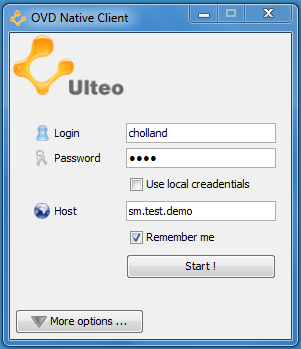 OVD Native Client
Ulteo
Login
cholland
Password
••••
Use local creadentials
Host
sm.test.demo
Remember me
Start !
More options ...